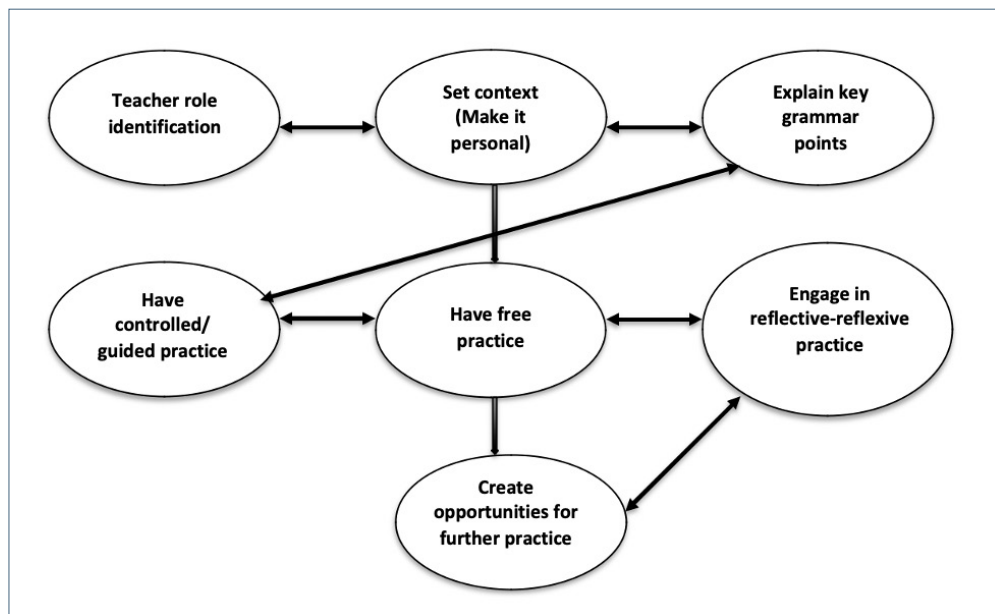 Teacher role
identification
Set context
(Make it
personal)
Explain key
grammar
points
Have
controlled/
guided practice
Have free
practice
Engage in
reflective-reflexive
practice
Create
opportunities for
further practice